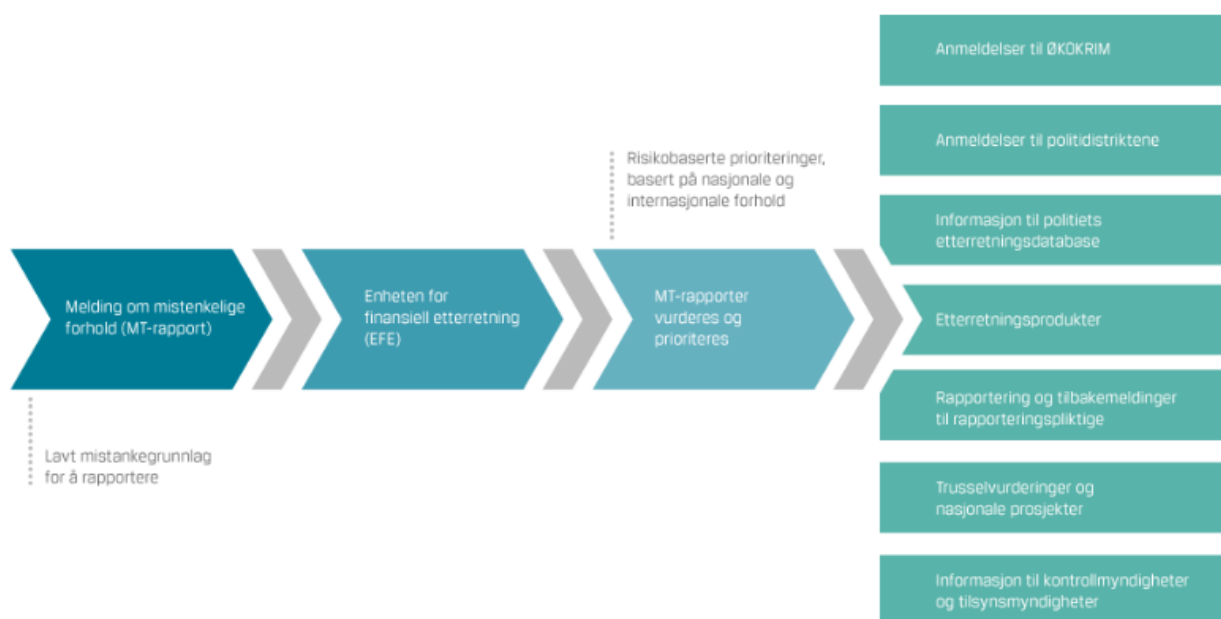 Melding om mistenkelige
forhold (MT-rapport)
Lavt mistankegrunnlag
for å rapportere
Enheten for
finansiell etterretning
(EFE)
Risikobaserte prioriteringer,
basert på nasjonale og
internasjonale forhold
MT-rapporter
vurderes og
prioriteres
Anmeldelser til ØKOKRIM
Anmeldelser til politidistriktene
Informasjon til politiets
etterretningsdatabase
Etterretningsprodukter
Rapportering og tilbakemeldinger
til rapporteringspliktige
Trusselvurderinger og
nasjonale prosjekter
Informasjon til kontrollmyndigheter
og tilsynsmyndigheter